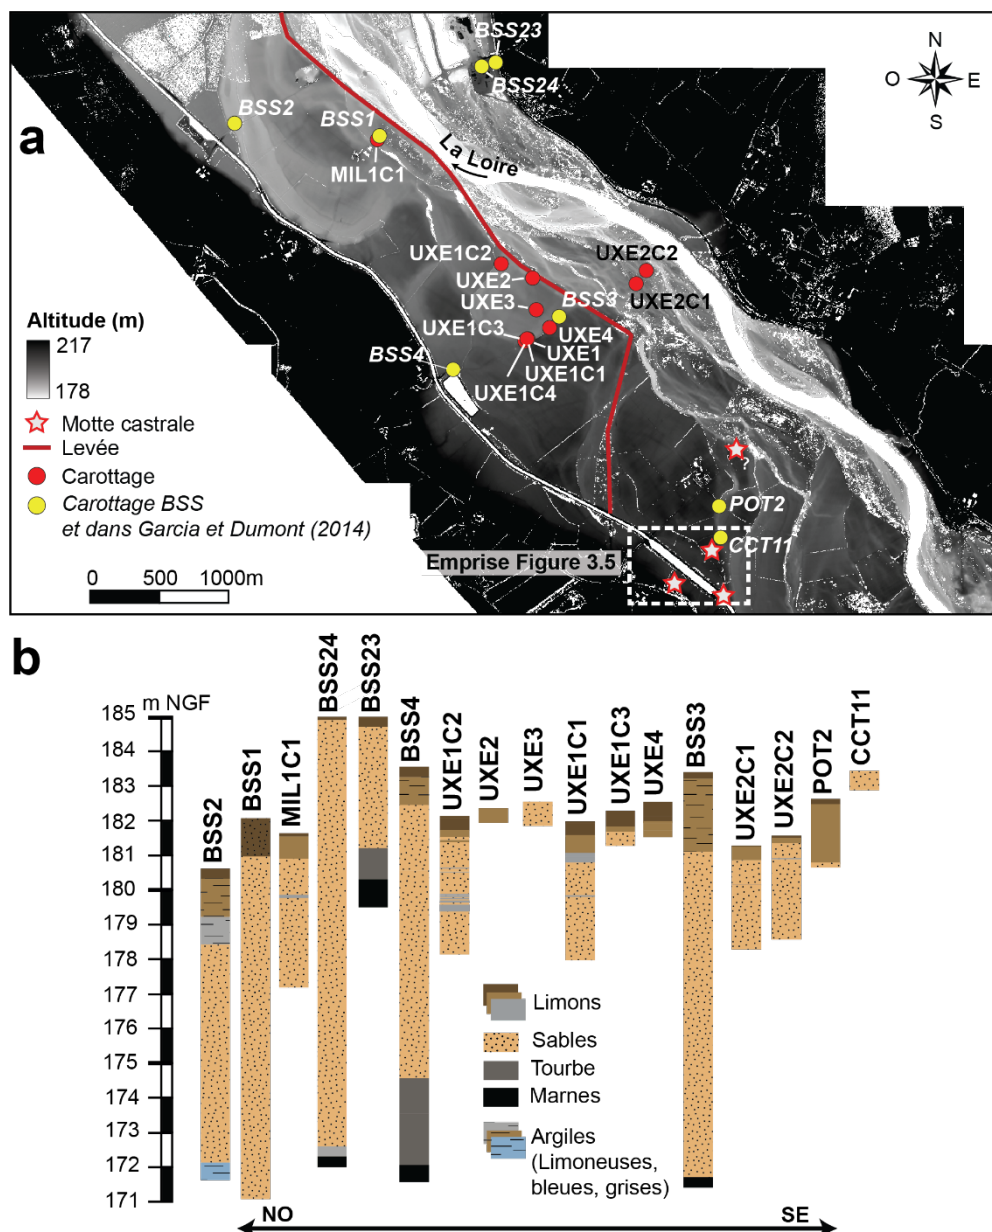 a
BSS23
BSS24
BSS2
BSS1
MIL1C1
La Loire
N
O
E
S
UXE1C2
UXE2
UXE3
BSS3
UXE2C2
UXE2C1
UXE1C3
UXE4
UXE1
UXE1C1
UXE1C4
BSS4
?
POT2
CCT11
Emprise Figure 3.5
Altitude (m)
217
178
Motte castrale
Levée
Carottage
Carottage BSS
et dans Garcia et Dumont (2014)
0 500 1000m
b
m NGF
185
184
183
182
181
180
179
178
177
176
175
174
173
172
171
BSS2
BSS1
MIL1C1
BSS24
BSS23
BSS4
UXE1C2
UXE2
UXE3
UXE1C1
UXE1C3
UXE4
BSS3
UXE2C1
UXE2C2
POT2
CCT11
Limons
Sables
Tourbe
Marnes
Argiles
(Limoneuses,
bleues, grises)
NO SE